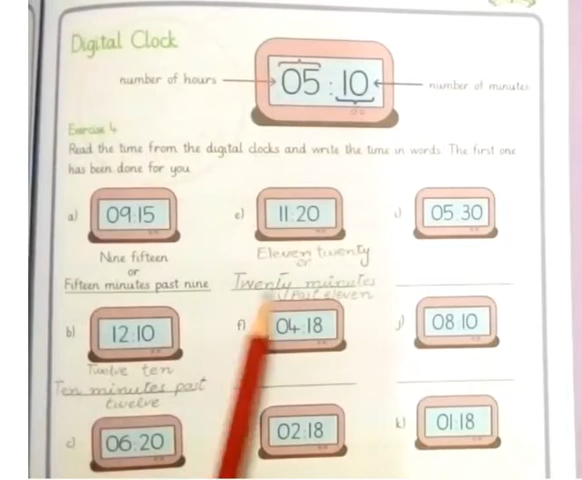 Digital Clock
number of hours
05:10
number of minutes
Exercise 4
Read the time from the digital clocks and write the time in words. The first one
has been done for you
a) 09:15
e) 11:20
i) 05:30
Nine fifteen
or
Fifteen minutes past nine
Eleven twenty
or
Twenty minutes
past eleven
b) 12:10
f) 04:18
j) 08:10
Twelve ten
Ten minutes past
twelve
c) 06:20
02:18
k) 01:18